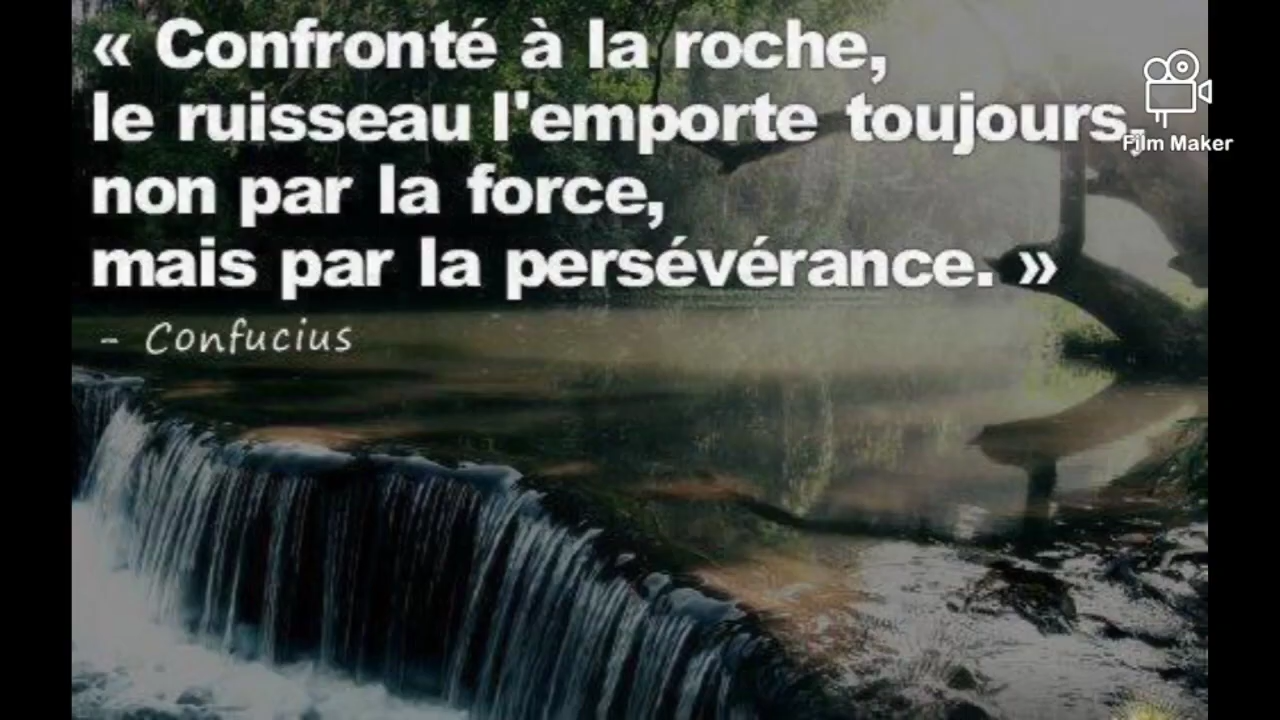 « Confronté à la roche,
le ruisseau l'emporte toujours,
non par la force,
mais par la persévérance. »
- Confucius
Film Maker